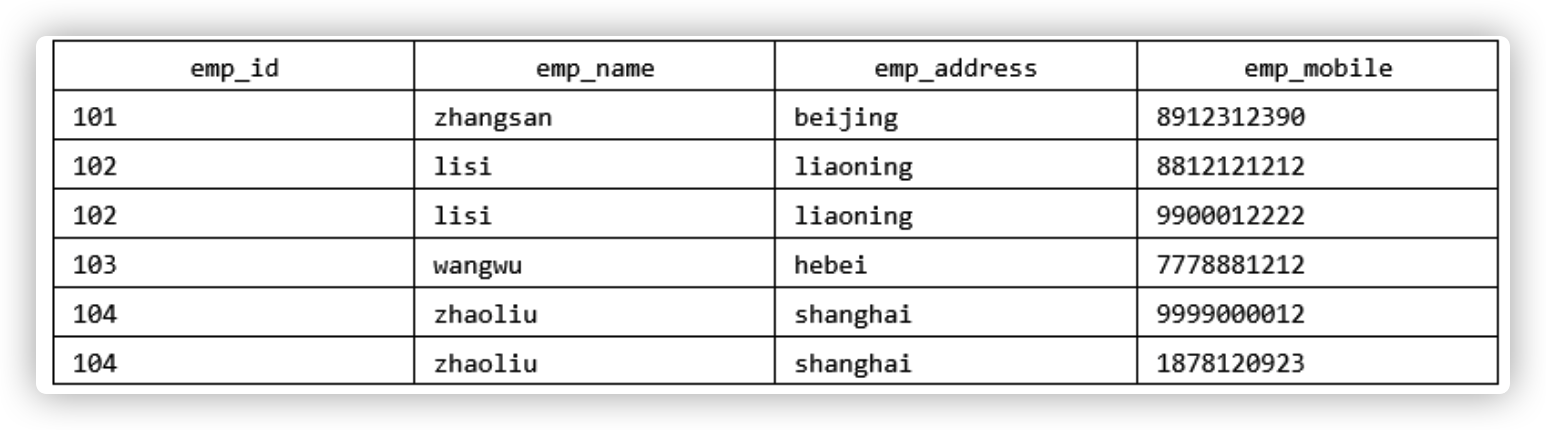 emp_id emp_name emp_address emp_mobile
101 zhangsan beijing 8912312390
102 lisi liaoning 8812121212
102 lisi liaoning 9900012222
103 wangwu hebei 7778881212
104 zhaoliu shanghai 9999000012
104 zhaoliu shanghai 1878120923